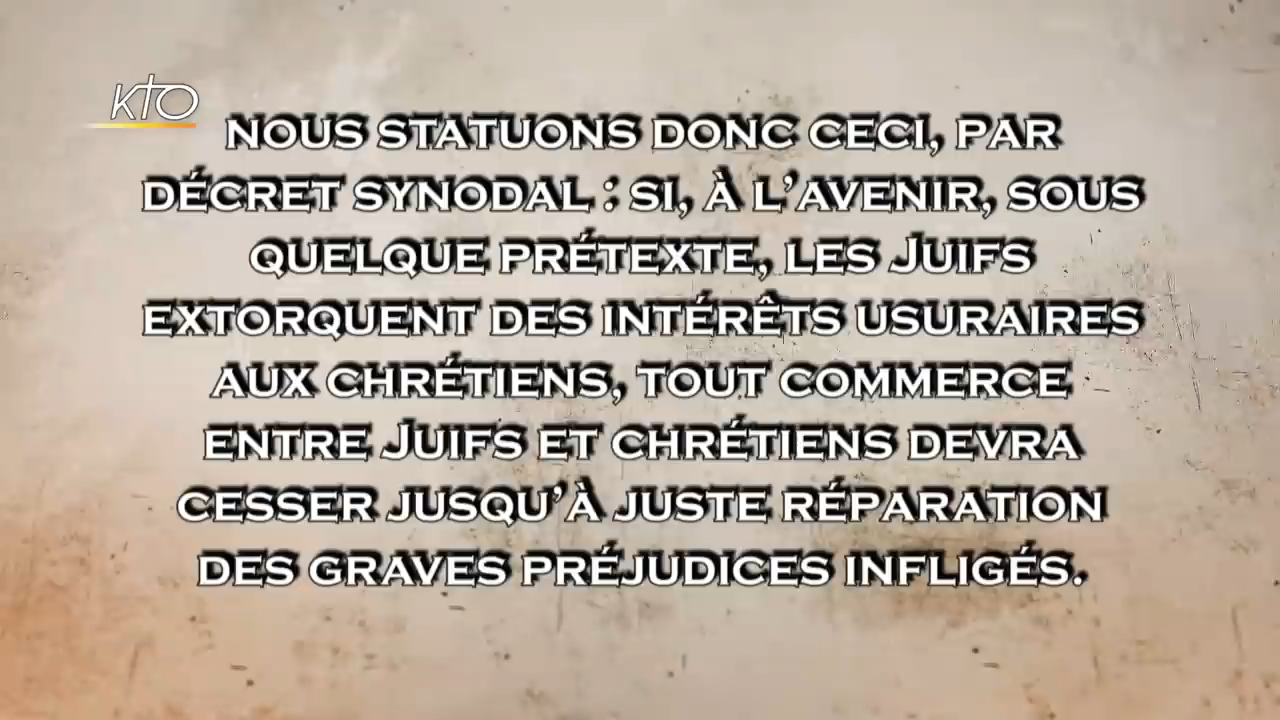 KTO
NOUS STATUONS DONC CECI, PAR
DÉCRET SYNODAL : SI, À L’AVENIR, SOUS
QUELQUE PRÉTEXTE, LES JUIFS
EXTORQUENT DES INTÉRÊTS USURAIRES
AUX CHRÉTIENS, TOUT COMMERCE
ENTRE JUIFS ET CHRÉTIENS DEVRA
CESSER JUSQU’À JUSTE RÉPARATION
DES GRAVES PRÉJUDICES INFLIGÉS.